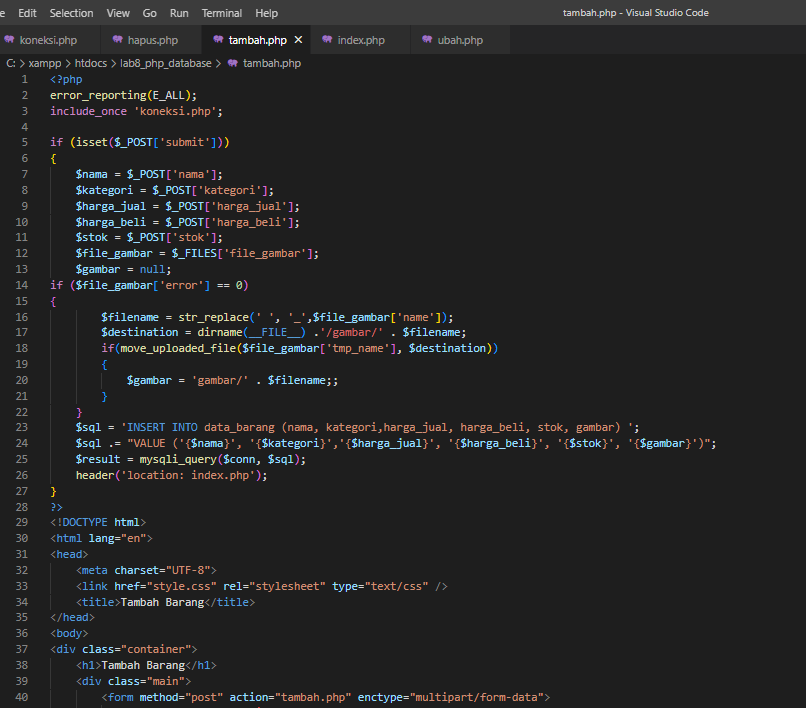 e Edit Selection View Go Run Terminal Help tambah.php - Visual Studio Code
koneksi.php hapus.php tambah.php × index.php ubah.php
C: > xampp > htdocs > lab8_php_database > tambah.php
1 <?php
2 error_reporting(E_ALL);
3 include_once 'koneksi.php';
4
5 if (isset($_POST['submit']))
6 {
7 $nama = $_POST['nama'];
8 $kategori = $_POST['kategori'];
9 $harga_jual = $_POST['harga_jual'];
10 $harga_beli = $_POST['harga_beli'];
11 $stok = $_POST['stok'];
12 $file_gambar = $_FILES['file_gambar'];
13 $gambar = null;
14 if ($file_gambar['error'] == 0)
15 {
16 $filename = str_replace(' ', '_',$file_gambar['name']);
17 $destination = dirname(__FILE__) .'/gambar/' . $filename;
18 if(move_uploaded_file($file_gambar['tmp_name'], $destination))
19 {
20 $gambar = 'gambar/' . $filename;;
21 }
22 }
23 $sql = 'INSERT INTO data_barang (nama, kategori,harga_jual, harga_beli, stok, gambar) ';
24 $sql .= "VALUE ('{$nama}', '{$kategori}','{$harga_jual}', '{$harga_beli}', '{$stok}', '{$gambar}')";
25 $result = mysqli_query($conn, $sql);
26 header('location: index.php');
27 }
28 ?>
29 <!DOCTYPE html>
30 <html lang="en">
31 <head>
32 <meta charset="UTF-8">
33 <link href="style.css" rel="stylesheet" type="text/css" />
34 <title>Tambah Barang</title>
35 </head>
36 <body>
37 <div class="container">
38 <h1>Tambah Barang</h1>
39 <div class="main">
40 <form method="post" action="tambah.php" enctype="multipart/form-data">